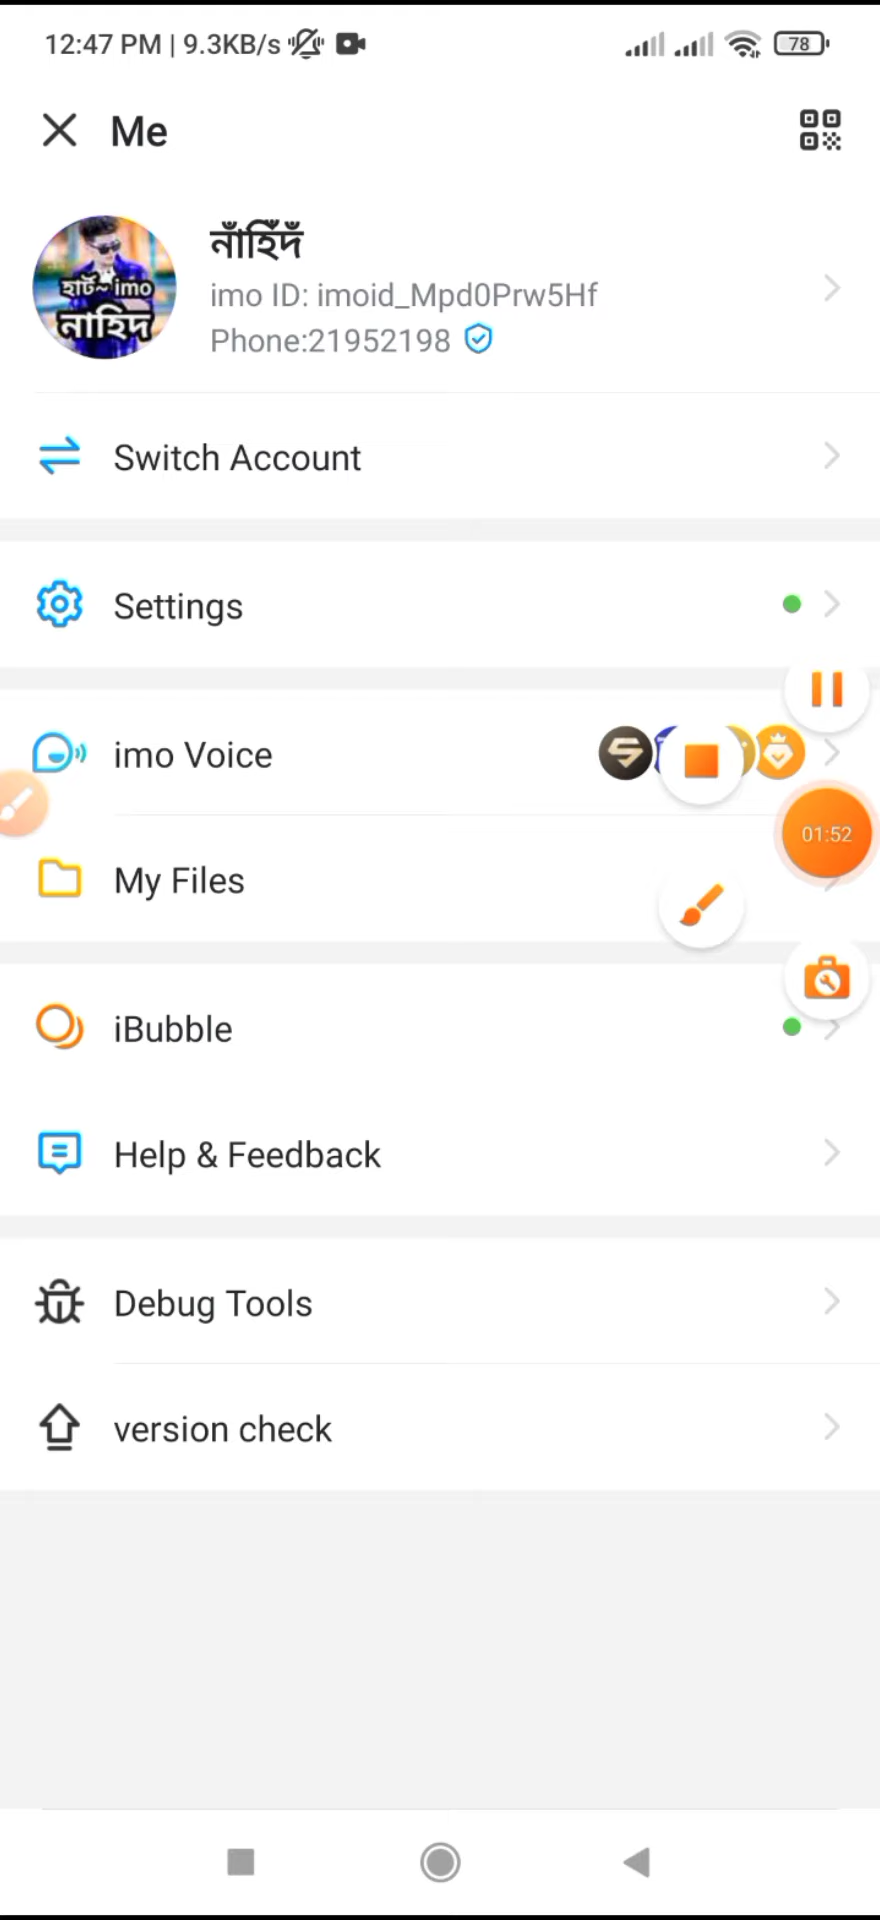 12:47 PM | 9.3KB/s
78
Me
নাঁহিঁদঁ
হার্ট~imo
নাহিদ
imo ID: imoid_Mpd0Prw5Hf
Phone:21952198
Switch Account
Settings
imo Voice
01:52
My Files
iBubble
Help & Feedback
Debug Tools
version check